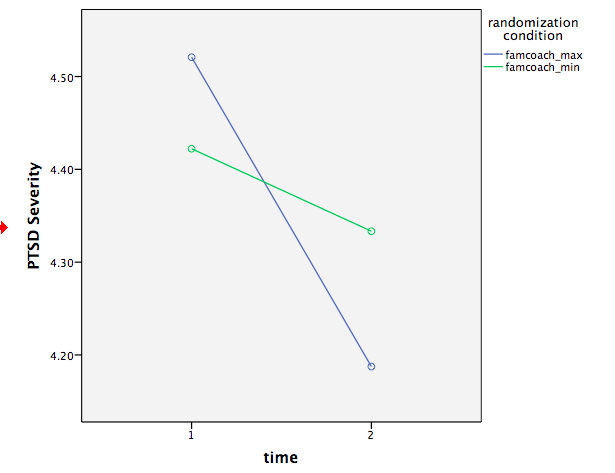 randomization
condition
famcoach_max
famcoach_min
PTSD Severity
4.50
4.40
4.30
4.20
1
2
time